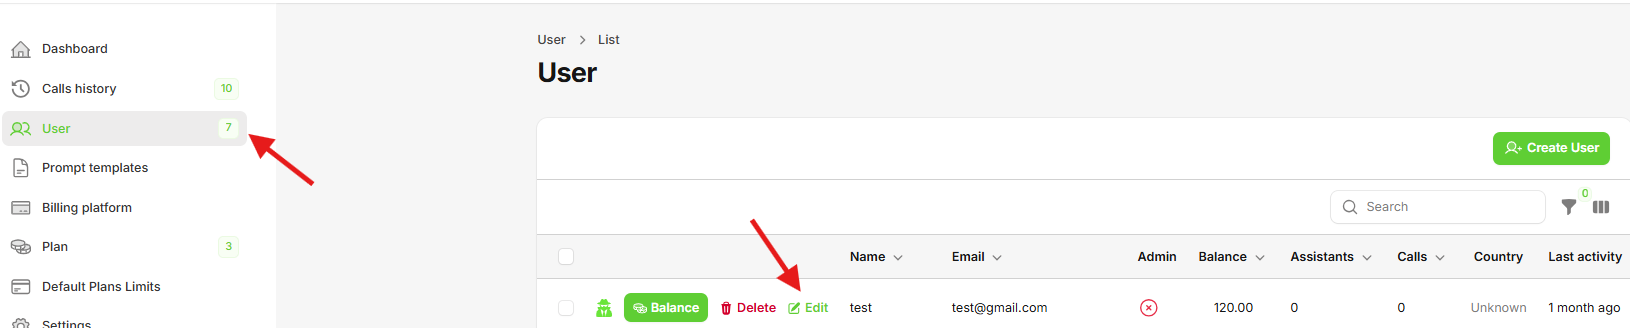 Dashboard
Calls history 10
User 7
Prompt templates
Billing platform
Plan 3
Default Plans Limits
Settings
User > List
User
Create User
Search
0
Name Email Admin Balance Assistants Calls Country Last activity
Balance Delete Edit test test@gmail.com 120.00 0 0 Unknown 1 month ago